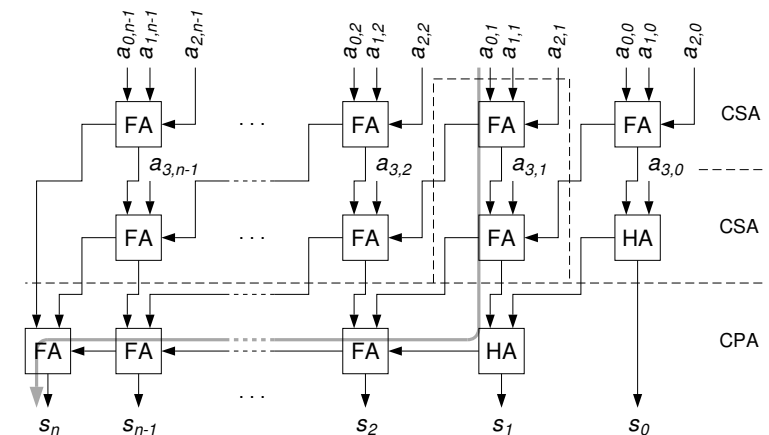 a0,n-1 a1,n-1 a2,n-1 a0,2 a1,2 a2,2 a0,1 a1,1 a2,1 a0,0 a1,0 a2,0
FA ... FA FA FA CSA
a3,n-1 a3,2 a3,1 a3,0
FA ... FA FA HA CSA
FA FA FA HA CPA
sn sn-1 ... s2 s1 s0